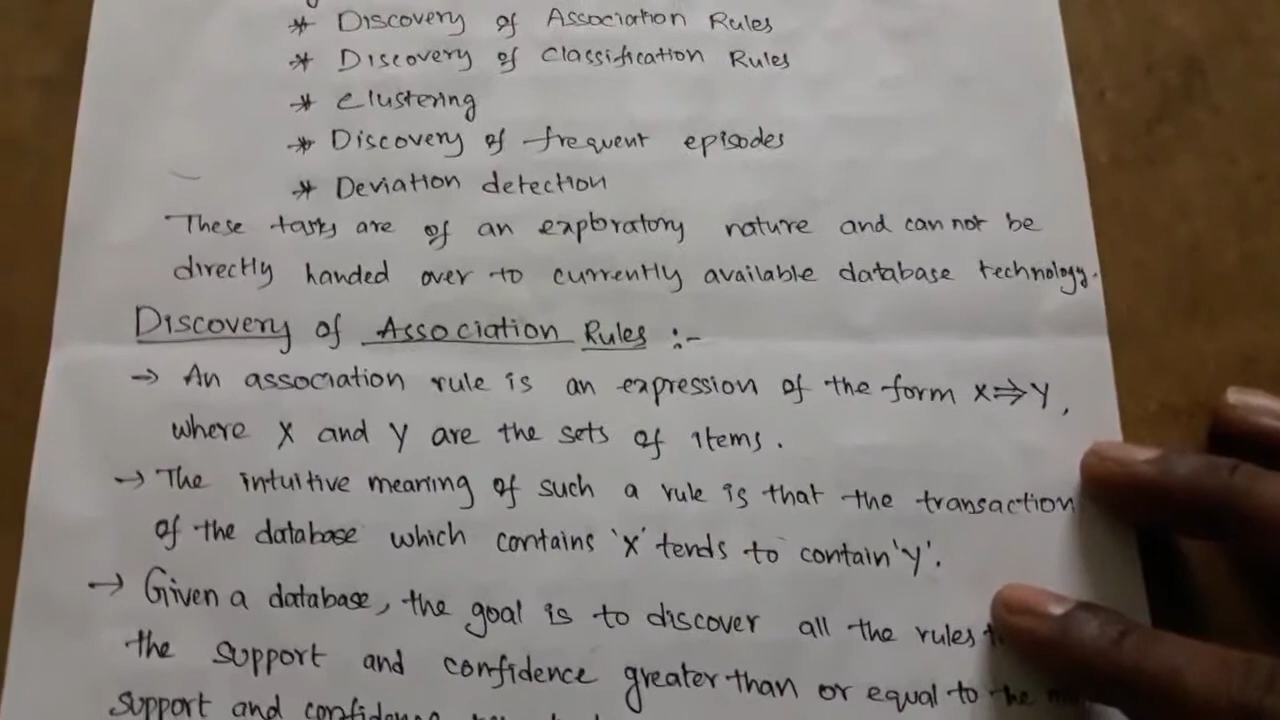 * Discovery of Association Rules
* Discovery of classification Rules
* clustering
* Discovery of frequent episodes
* Deviation detection
These tasks are of an exploratory nature and can not be
directly handed over to currently available database technology.
Discovery of Association Rules :-
→ An association rule is an expression of the form X⇒Y,
where X and Y are the sets of items.
→ The intuitive meaning of such a rule is that the transaction
of the database which contains 'X' tends to contain 'Y'.
→ Given a database, the goal is to discover all the rules
the support and confidence greater than or equal to the
support and confidence